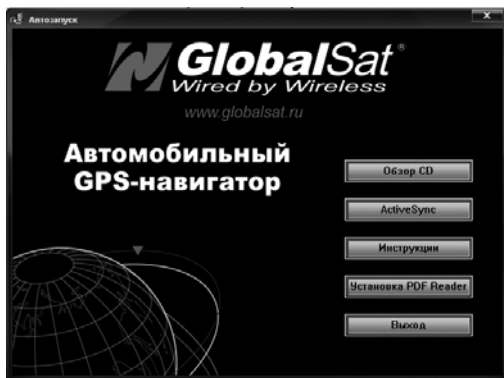 Автозапуск
x
GlobalSat®
Wired by Wireless
www.globalsat.ru
Автомобильный
GPS-навигатор
Обзор CD
ActiveSync
Инструкции
Установка PDF Reader
Выход